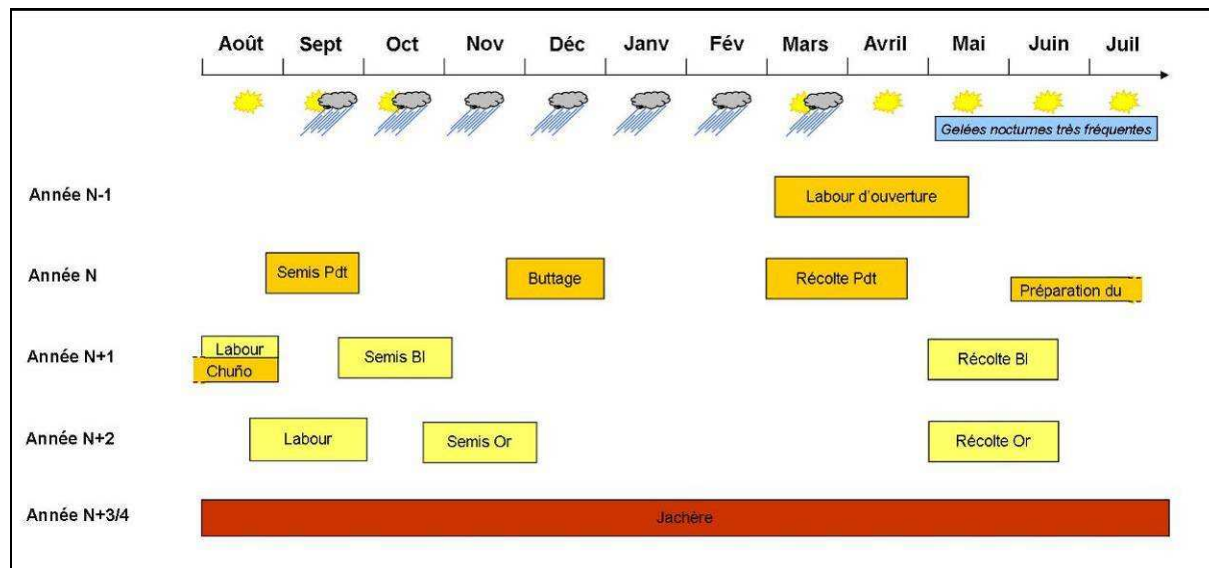 Août Sept Oct Nov Déc Janv Fév Mars Avril Mai Juin Juil
Gelées nocturnes très fréquentes
Année N-1
Labour d'ouverture
Année N
Semis Pdt
Buttage
Récolte Pdt
Préparation du
Année N+1
Labour
Chuño
Semis Bl
Récolte Bl
Année N+2
Labour
Semis Or
Récolte Or
Année N+3/4
Jachère